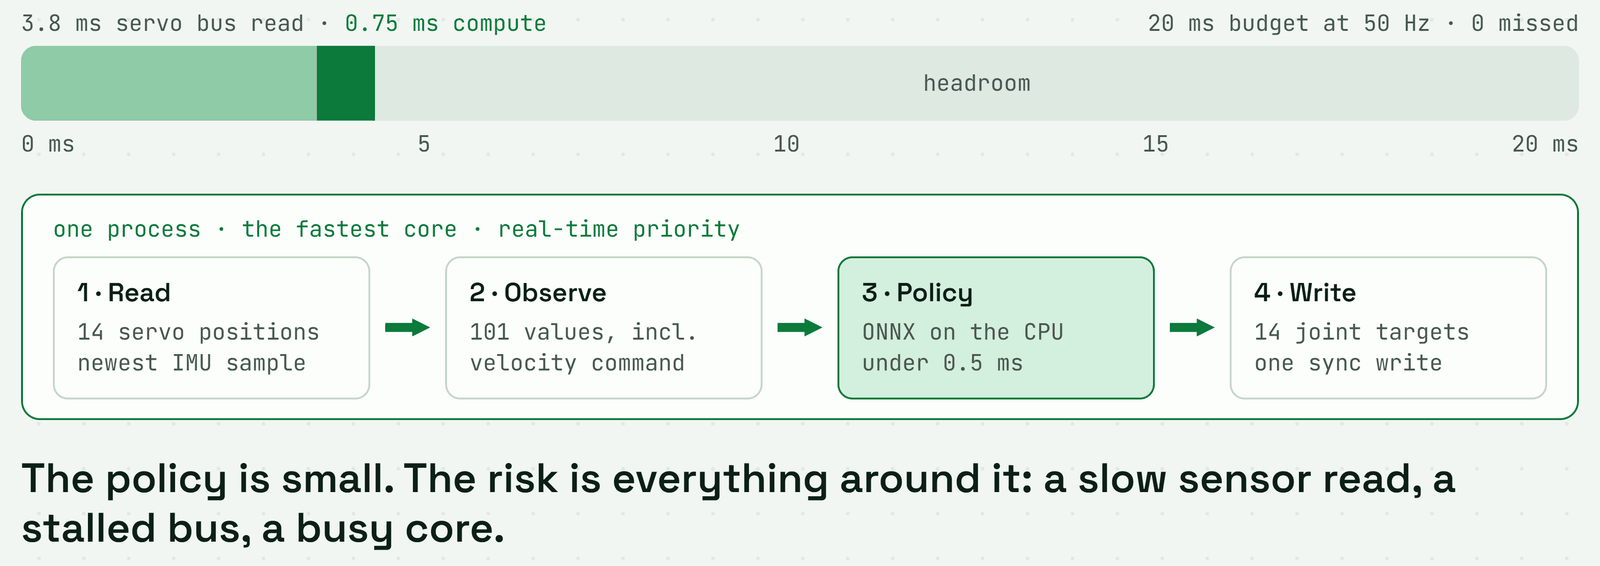 3.8 ms servo bus read · 0.75 ms compute
20 ms budget at 50 Hz · 0 missed
headroom
0 ms 5 10 15 20 ms
one process · the fastest core · real-time priority
1·Read
14 servo positions
newest IMU sample
2·Observe
101 values, incl.
velocity command
3·Policy
ONNX on the CPU
under 0.5 ms
4·Write
14 joint targets
one sync write
The policy is small. The risk is everything around it: a slow sensor read, a
stalled bus, a busy core.